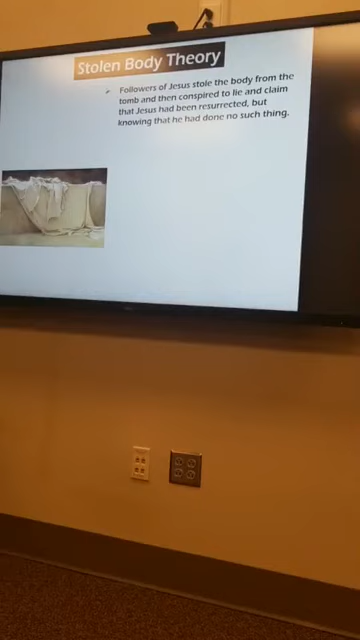 Stolen Body Theory
Followers of Jesus stole the body from the
tomb and then conspired to lie and claim
that Jesus had been resurrected, but
knowing that he had done no such thing.